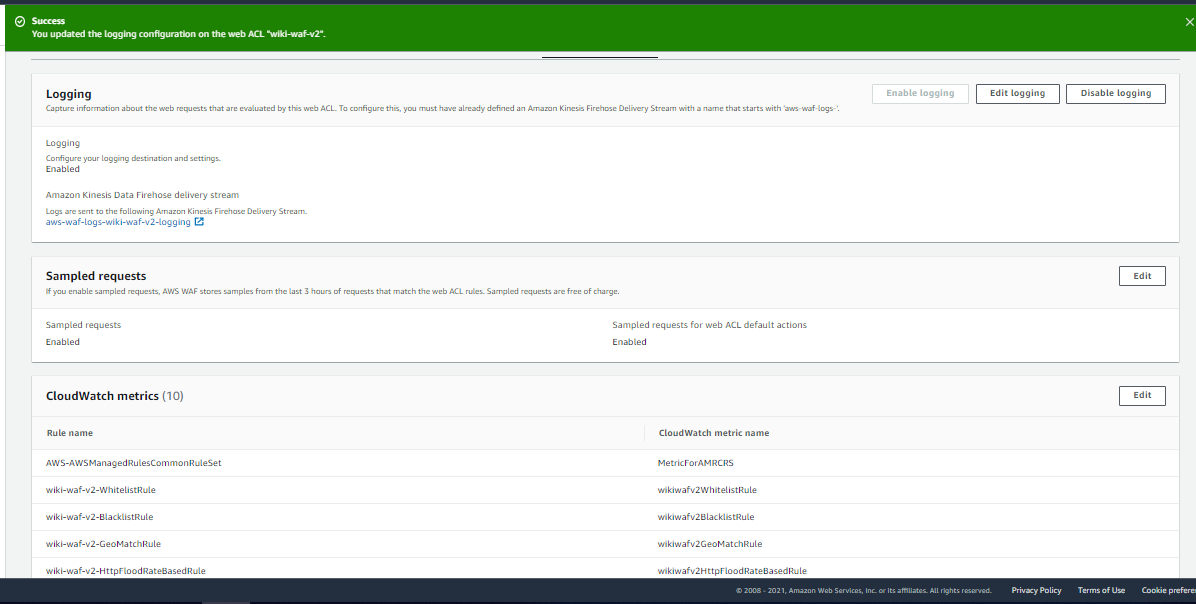 Success
You updated the logging configuration on the web ACL "wiki-waf-v2".
Logging
Enable logging
Edit logging
Disable logging
Capture information about the web requests that are evaluated by this web ACL. To configure this, you must have already defined an Amazon Kinesis Firehose Delivery Stream with a name that starts with 'aws-waf-logs-'.
Logging
Configure your logging destination and settings.
Enabled
Amazon Kinesis Data Firehose delivery stream
Logs are sent to the following Amazon Kinesis Firehose Delivery Stream.
aws-waf-logs-wiki-waf-v2-logging
Sampled requests
Edit
If you enable sampled requests, AWS WAF stores samples from the last 3 hours of requests that match the web ACL rules. Sampled requests are free of charge.
Sampled requests
Enabled
Sampled requests for web ACL default actions
Enabled
CloudWatch metrics (10)
Edit
Rule name CloudWatch metric name
AWS-AWSManagedRulesCommonRuleSet MetricForAMRCRS
wiki-waf-v2-WhitelistRule wikiwafv2WhitelistRule
wiki-waf-v2-BlacklistRule wikiwafv2BlacklistRule
wiki-waf-v2-GeoMatchRule wikiwafv2GeoMatchRule
wiki-waf-v2-HttpFloodRateBasedRule wikiwafv2HttpFloodRateBasedRule
© 2008 - 2021, Amazon Web Services, Inc. or its affiliates. All rights reserved. Privacy Policy Terms of Use Cookie prefere